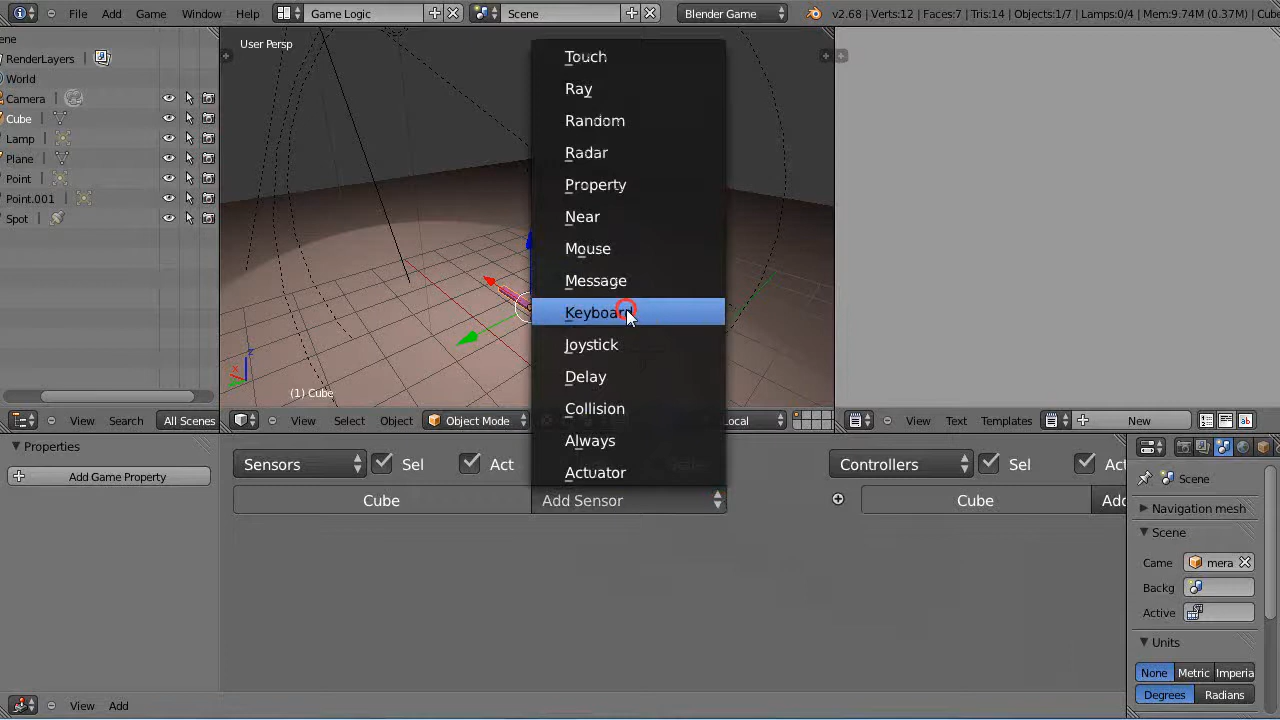 File Add Game Window Help Game Logic Scene Blender Game v2.68 | Verts:12 | Faces:7 | Tris:14 | Objects:1/7 | Lamps:0/4 | Mem:9.74M (0.37M) | Cube
ne
RenderLayers
World
Camera
Cube
Lamp
Plane
Point
Point.001
Spot
View Search All Scenes
User Persp
(1) Cube
View Select Object Object Mode Local
View Text Templates New
Touch
Ray
Random
Radar
Property
Near
Mouse
Message
Keyboard
Joystick
Delay
Collision
Always
Actuator
Add Sensor
Properties
Add Game Property
Sensors Sel Act
Cube
Controllers Sel Act
Cube Add
Scene
Navigation mesh
Scene
Came mera
Backg
Active
Units
None Metric Imperia
Degrees Radians
View Add